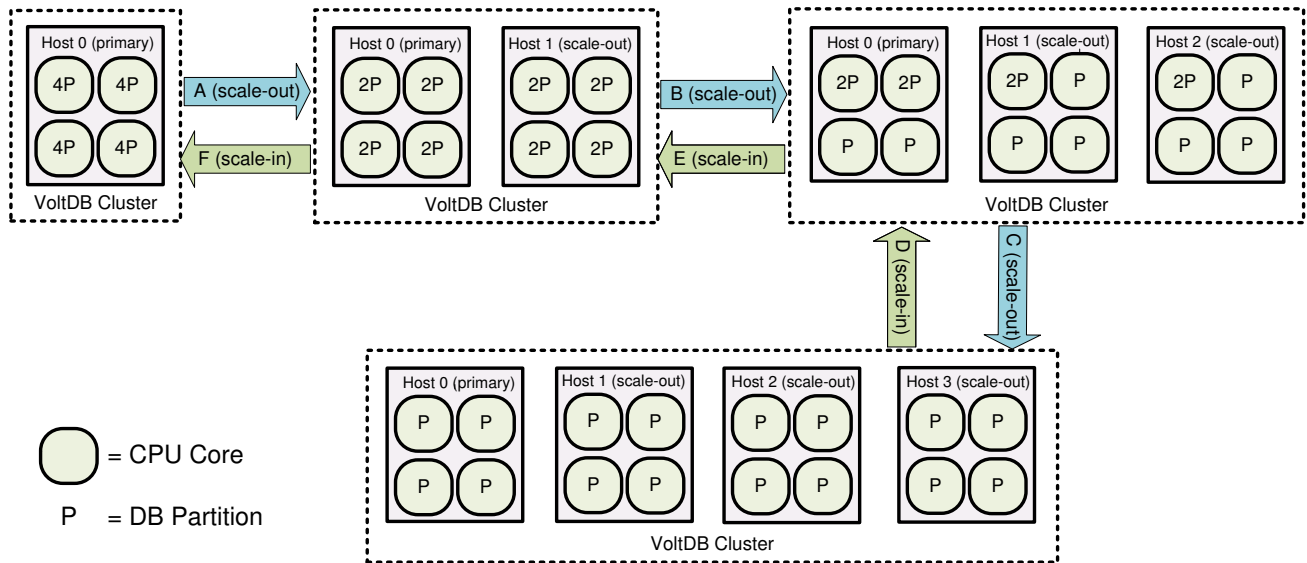 Host 0 (primary)
4P 4P
4P 4P
VoltDB Cluster
A (scale-out)
F (scale-in)
Host 0 (primary)
2P 2P
2P 2P
Host 1 (scale-out)
2P 2P
2P 2P
VoltDB Cluster
B (scale-out)
E (scale-in)
Host 0 (primary)
2P 2P
P P
Host 1 (scale-out)
2P P
P P
Host 2 (scale-out)
2P P
P P
VoltDB Cluster
D (scale-in)
C (scale-out)
Host 0 (primary)
P P
P P
Host 1 (scale-out)
P P
P P
Host 2 (scale-out)
P P
P P
Host 3 (scale-out)
P P
P P
VoltDB Cluster
= CPU Core
P = DB Partition